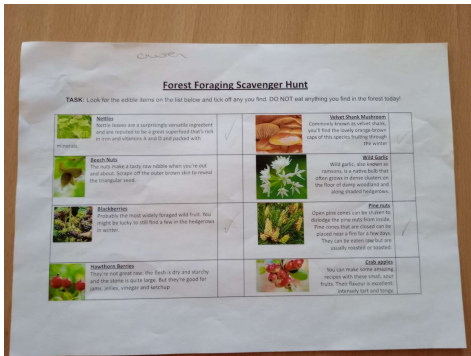 owen
Forest Foraging Scavenger Hunt
TASK: Look for the edible items on the list below and tick off any you find. DO NOT eat anything you find in the forest today!
Nettles
Nettle leaves are a surprisingly versatile ingredient
and are reputed to be a great superfood that's rich
in iron and vitamins A and D and packed with
minerals.
Velvet Shank Mushroom
Commonly known as velvet shank,
you'll find the lovely orange-brown
caps of this species fruiting through
the winter
Beech Nuts
The nuts make a tasty raw nibble when you're out
and about. Scrape off the outer brown skin to reveal
the triangular seed.
Wild Garlic
Wild garlic, also known as
ramsons, is a native bulb that
often grows in dense clusters on
the floor of damp woodland and
along shaded hedgerows.
Blackberries
Probably the most widely foraged wild fruit. You
might be lucky to still find a few in the hedgerows
in winter
Pine nuts
Open pine cones can be shaken to
dislodge the pine nuts from inside.
Pine cones that are closed can be
placed near a fire for a few days.
They can be eaten raw but are
usually roasted or toasted.
Hawthorn Berries
They're not great raw: the flesh is dry and starchy
and the stone is quite large. But they're good for
jams, jellies, vinegar and ketchup
Crab apples
You can make some amazing
recipes with these small, sour
fruits. Their flavour is excellent,
intensely tart and tangy